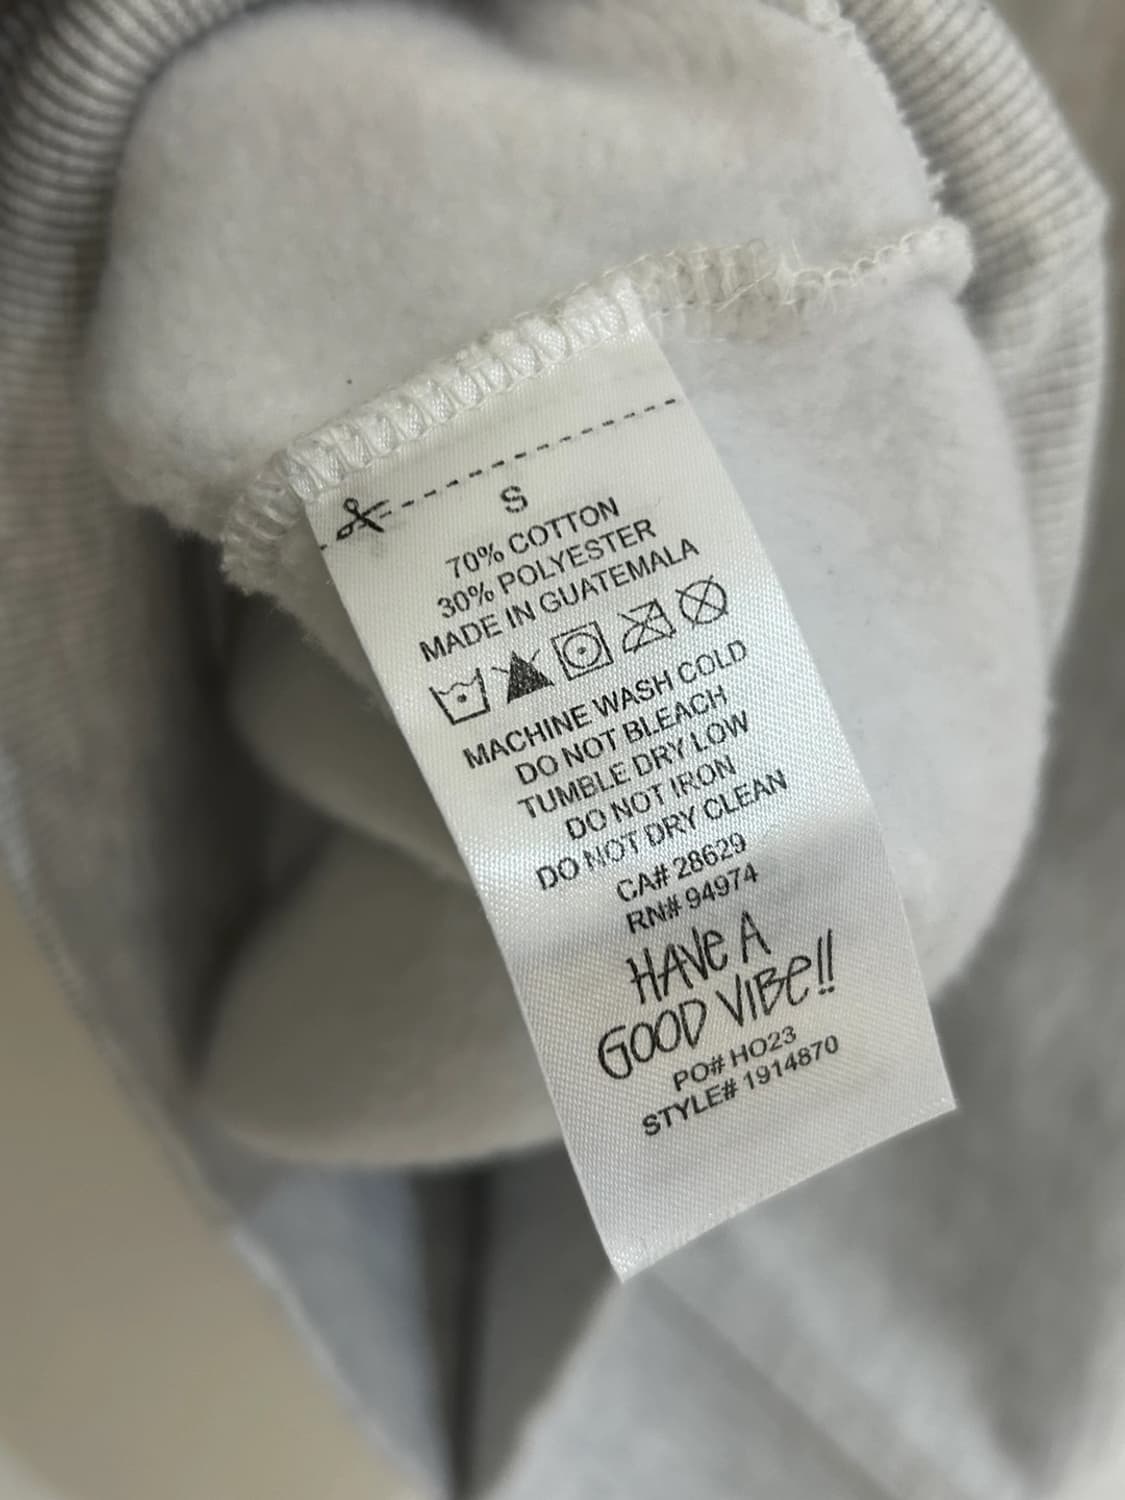 S
70% COTTON
30% POLYESTER
MADE IN GUATEMALA
MACHINE WASH COLD
DO NOT BLEACH
TUMBLE DRY LOW
DO NOT IRON
DO NOT DRY CLEAN
CA# 28629
RN# 94974
HAVe A
GOOD VIBe!!
PO# HO23
STYLE# 1914870